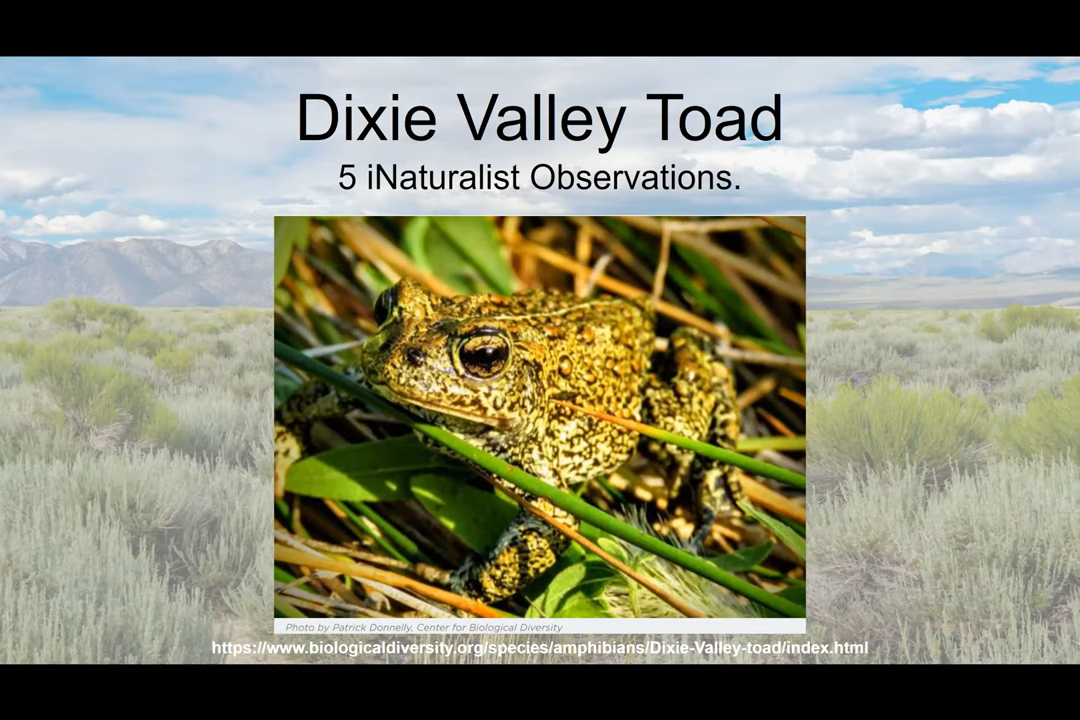 Dixie Valley Toad
5 iNaturalist Observations.
Photo by Patrick Donnelly, Center for Biological Diversity
https://www.biologicaldiversity.org/species/amphibians/Dixie-Valley-toad/index.html